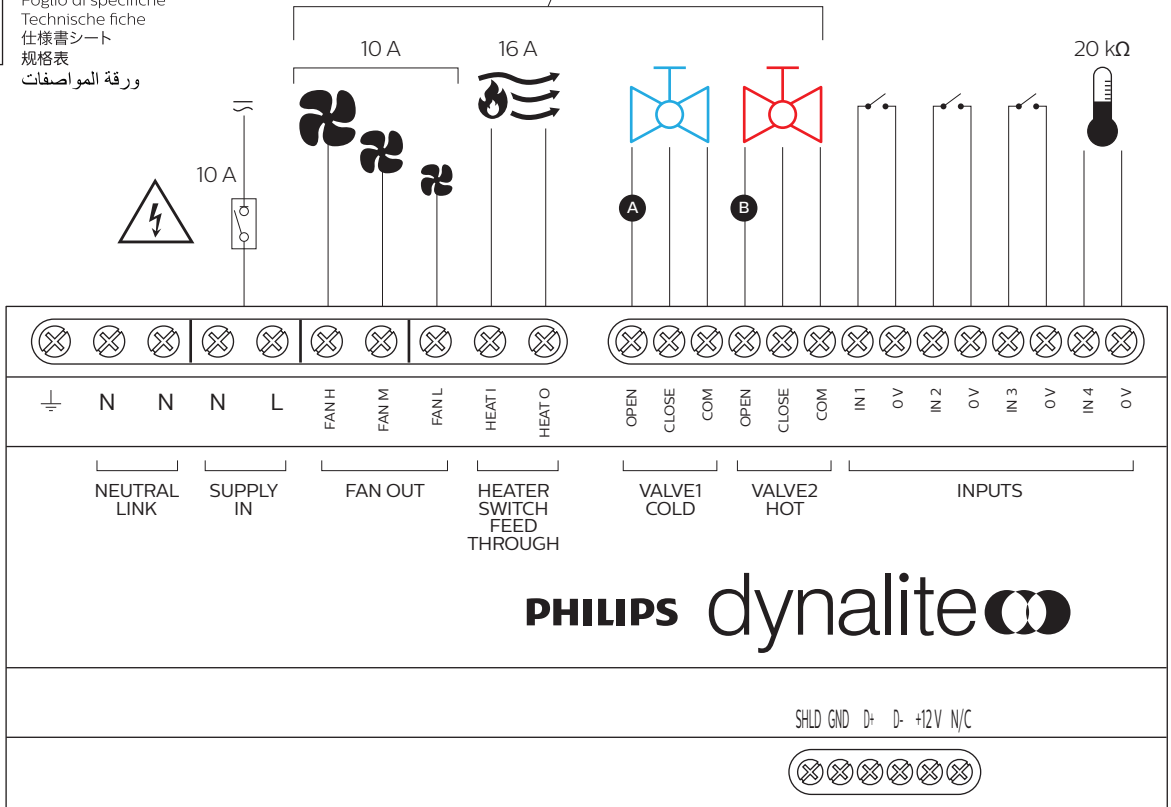 Foglio di specifiche
Technische fiche
仕様書シート
规格表
ورقة المواصفات
10 A
16 A
20 kΩ
10 A
A
B
N N N L FAN H FAN M FAN L HEAT I HEAT O OPEN CLOSE COM OPEN CLOSE COM IN 1 0 V IN 2 0 V IN 3 0 V IN 4 0 V
NEUTRAL LINK
SUPPLY IN
FAN OUT
HEATER SWITCH FEED THROUGH
VALVE1 COLD
VALVE2 HOT
INPUTS
PHILIPS dynalite
SHLD GND D+ D- +12V N/C